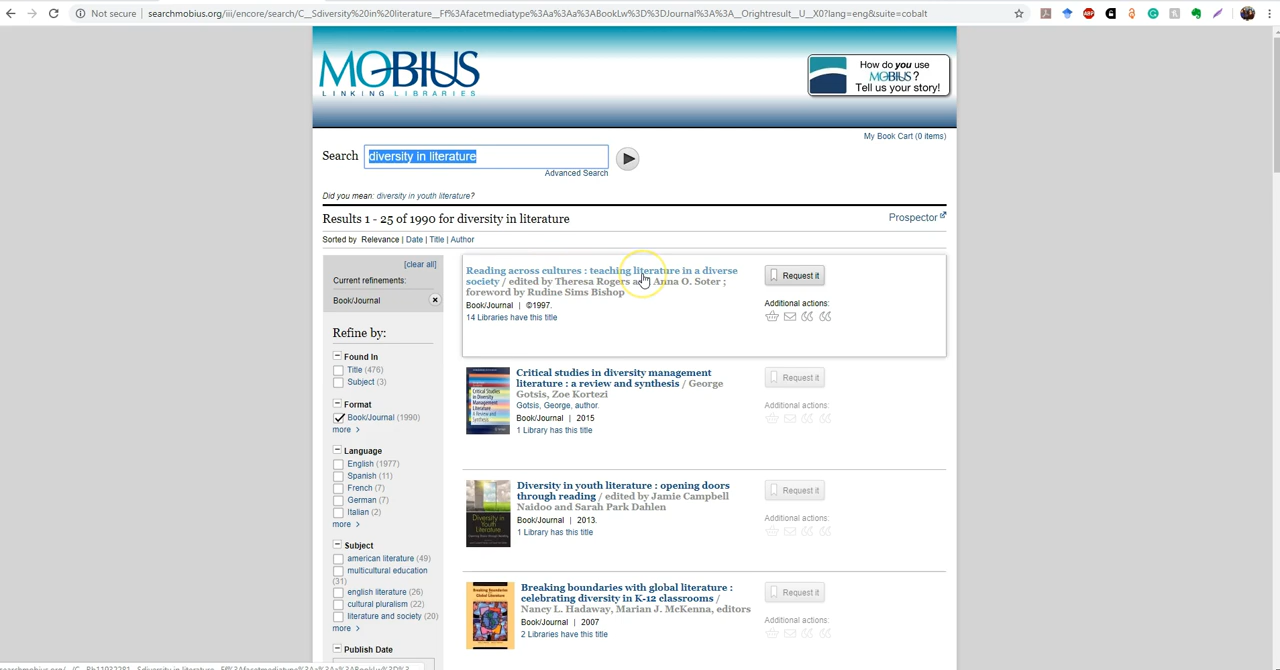 Not secure | searchmobius.org/iii/encore/search/C__Sdiversity%20in%20literature__Ff%3Afacetmediatype%3Aa%3Aa%3ABookLw%3D%3DJournal%3A%3A__Orightresult__U__X0?lang=eng&suite=cobalt
MOBIUS
LINKING LIBRARIES
How do you use
MOBIUS?
Tell us your story!
My Book Cart (0 items)
Search diversity in literature
Advanced Search
Did you mean: diversity in youth literature?
Results 1 - 25 of 1990 for diversity in literature
Prospector
Sorted by Relevance | Date | Title | Author
[clear all]
Current refinements:
Book/Journal
Refine by:
Found In
Title (476)
Subject (3)
Format
Book/Journal (1990)
more >
Language
English (1977)
Spanish (11)
French (7)
German (7)
Italian (2)
more >
Subject
american literature (49)
multicultural education
(31)
english literature (26)
cultural pluralism (22)
literature and society (20)
more >
Publish Date
Reading across cultures : teaching literature in a diverse
society / edited by Theresa Rogers and Anna O. Soter ;
foreword by Rudine Sims Bishop
Book/Journal | ©1997.
14 Libraries have this title
Request it
Additional actions:
Critical studies in diversity management
literature : a review and synthesis / George
Gotsis, Zoe Kortezi
Gotsis, George, author.
Book/Journal | 2015
1 Library has this title
Request it
Additional actions:
Diversity in youth literature : opening doors
through reading / edited by Jamie Campbell
Naidoo and Sarah Park Dahlen
Book/Journal | 2013.
1 Library has this title
Request it
Additional actions:
Breaking boundaries with global literature :
celebrating diversity in K-12 classrooms /
Nancy L. Hadaway, Marian J. McKenna, editors
Book/Journal | 2007
2 Libraries have this title
Request it
Additional actions: